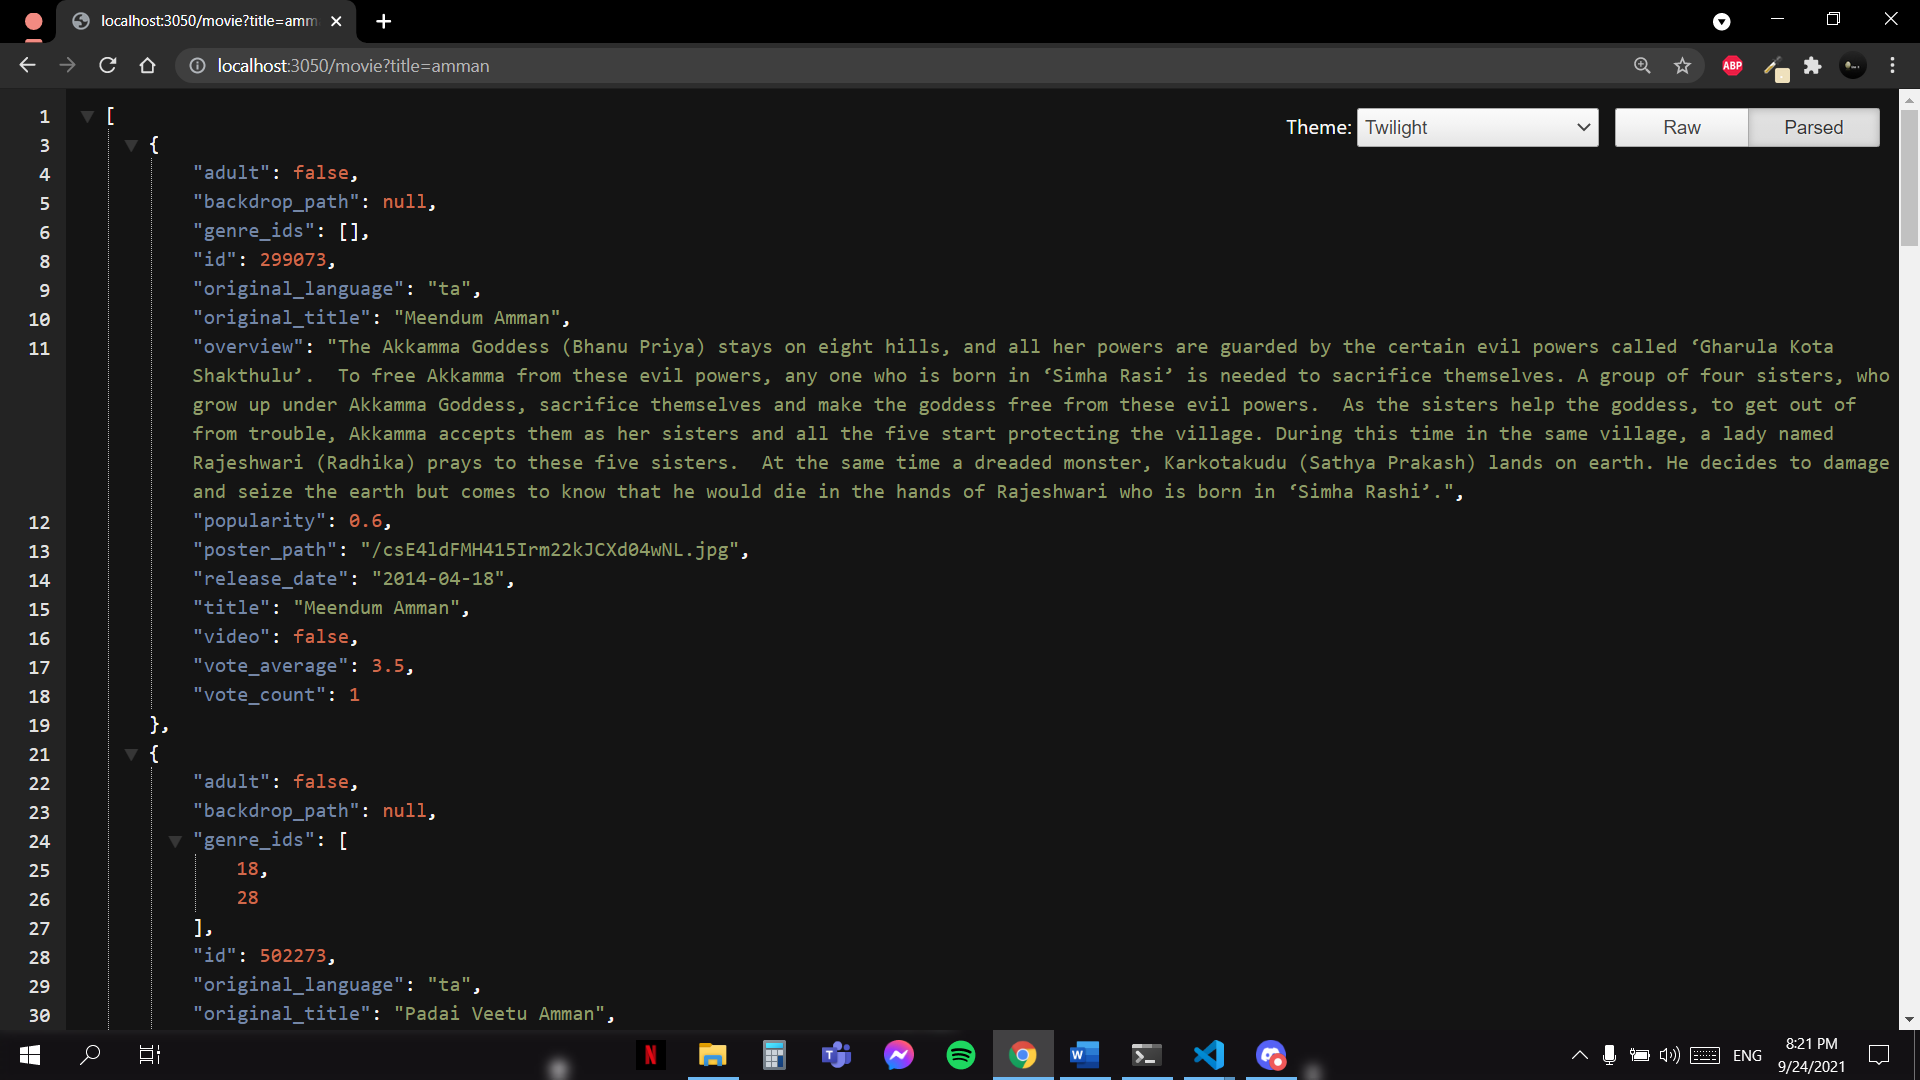 localhost:3050/movie?title=amm
localhost:3050/movie?title=amman
ABP
Theme: Twilight Raw Parsed
1 [
3 {
4 "adult": false,
5 "backdrop_path": null,
6 "genre_ids": [],
8 "id": 299073,
9 "original_language": "ta",
10 "original_title": "Meendum Amman",
11 "overview": "The Akkamma Goddess (Bhanu Priya) stays on eight hills, and all her powers are guarded by the certain evil powers called ‘Gharula Kota
Shakthulu’.  To free Akkamma from these evil powers, any one who is born in ‘Simha Rasi’ is needed to sacrifice themselves. A group of four sisters, who
grow up under Akkamma Goddess, sacrifice themselves and make the goddess free from these evil powers.  As the sisters help the goddess, to get out of
from trouble, Akkamma accepts them as her sisters and all the five start protecting the village. During this time in the same village, a lady named
Rajeshwari (Radhika) prays to these five sisters.  At the same time a dreaded monster, Karkotakudu (Sathya Prakash) lands on earth. He decides to damage
and seize the earth but comes to know that he would die in the hands of Rajeshwari who is born in ‘Simha Rashi’.",
12 "popularity": 0.6,
13 "poster_path": "/csE4ldFMH415Irm22kJCXd04wNL.jpg",
14 "release_date": "2014-04-18",
15 "title": "Meendum Amman",
16 "video": false,
17 "vote_average": 3.5,
18 "vote_count": 1
19 },
21 {
22 "adult": false,
23 "backdrop_path": null,
24 "genre_ids": [
25 18,
26 28
27 ],
28 "id": 502273,
29 "original_language": "ta",
30 "original_title": "Padai Veetu Amman",
ENG
8:21 PM
9/24/2021